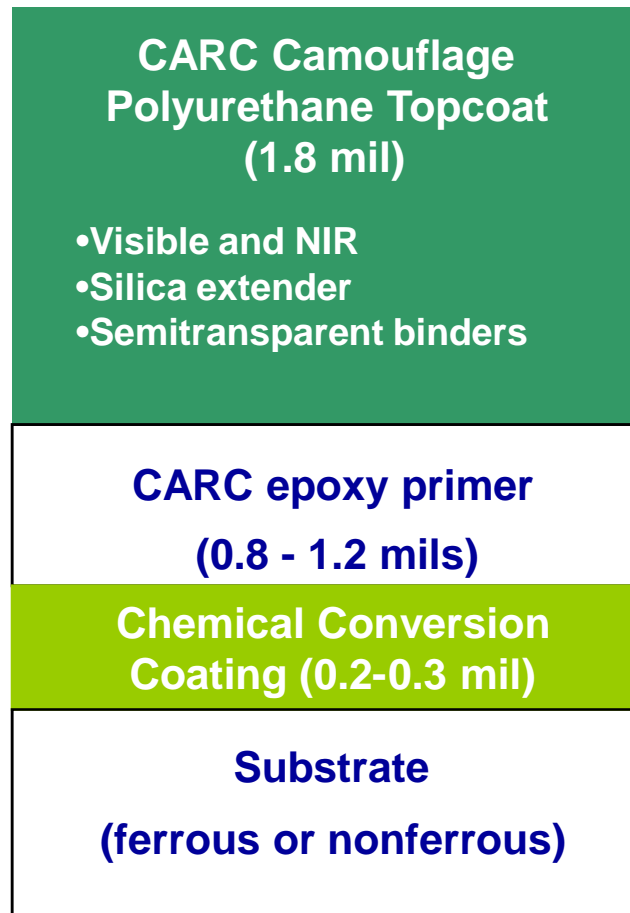 CARC Camouflage
Polyurethane Topcoat
(1.8 mil)
•Visible and NIR
•Silica extender
•Semitransparent binders
CARC epoxy primer
(0.8 - 1.2 mils)
Chemical Conversion
Coating (0.2-0.3 mil)
Substrate
(ferrous or nonferrous)